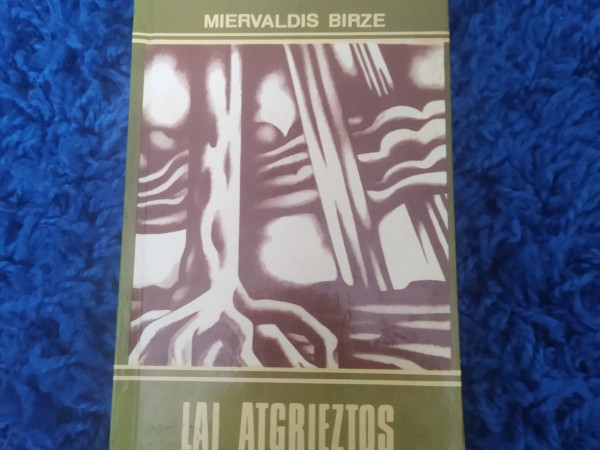 MIERVALDIS BIRZE
LAI ATGRIEZTOS